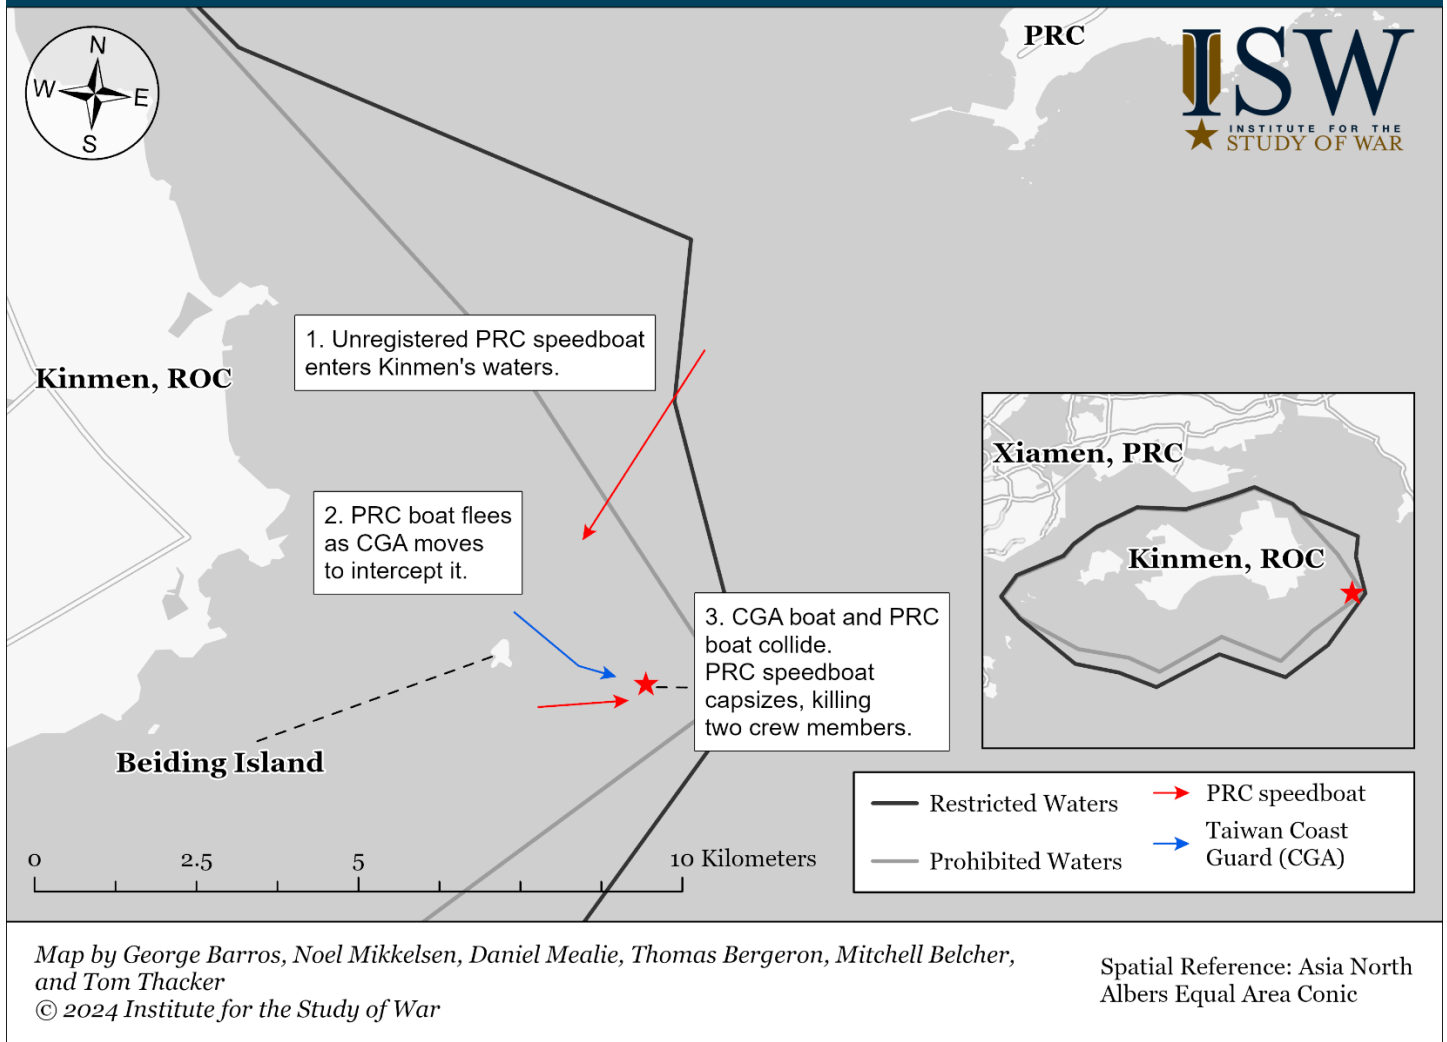 N
W
E
S
PRC
ISW
INSTITUTE FOR THE
STUDY OF WAR
1. Unregistered PRC speedboat
enters Kinmen's waters.
Kinmen, ROC
2. PRC boat flees
as CGA moves
to intercept it.
3. CGA boat and PRC
boat collide.
PRC speedboat
capsizes, killing
two crew members.
Beiding Island
Xiamen, PRC
Kinmen, ROC
Restricted Waters
Prohibited Waters
PRC speedboat
Taiwan Coast
Guard (CGA)
0 2.5 5 10 Kilometers
Map by George Barros, Noel Mikkelsen, Daniel Mealie, Thomas Bergeron, Mitchell Belcher,
and Tom Thacker
© 2024 Institute for the Study of War
Spatial Reference: Asia North
Albers Equal Area Conic